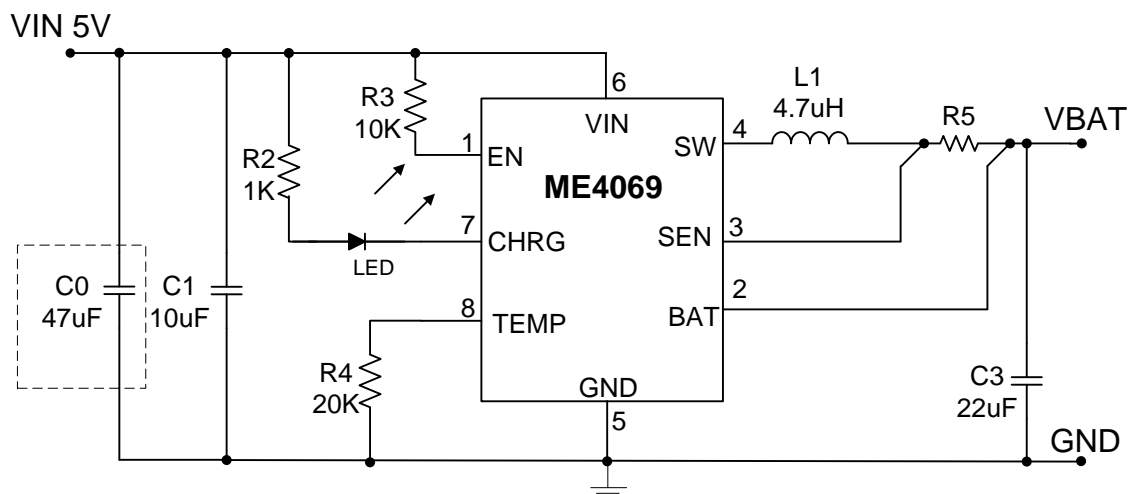 VIN 5V
R3
10K
6
VIN
L1
4.7uH
4
SW
R5
VBAT
1
EN
R2
1K
ME4069
7
CHRG
LED
3
SEN
C0
47uF
C1
10uF
8
TEMP
2
BAT
R4
20K
GND
5
C3
22uF
GND